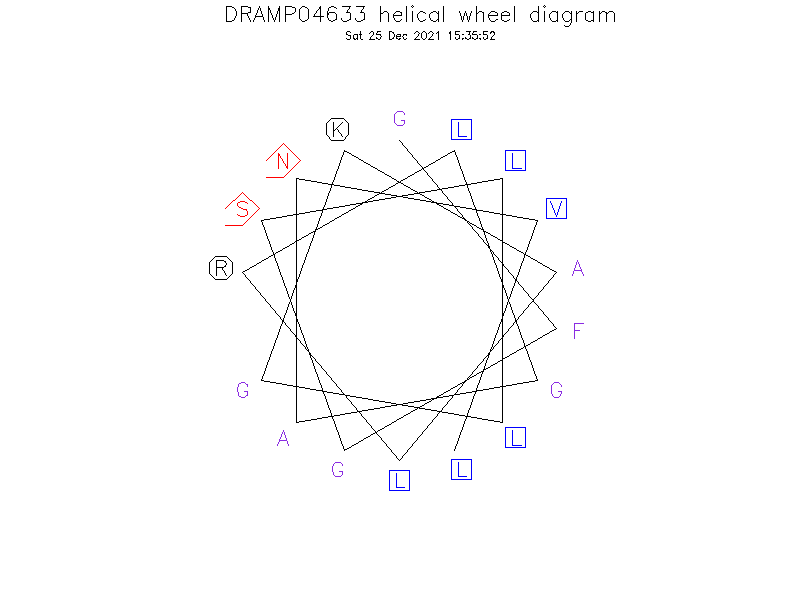 DRAMP04633 helical wheel diagram
Sat 25 Dec 2021 15:35:52
G
K L
N L
S V
R A
F
G G
L
A
G L
L